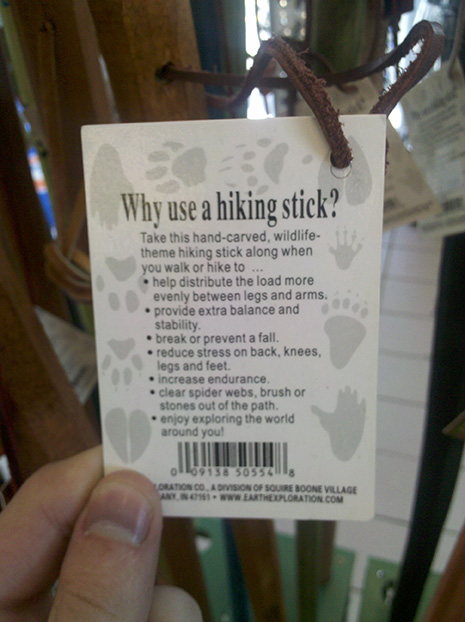 Why use a hiking stick?
Take this hand-carved, wildlife-
theme hiking stick along when
you walk or hike to ...
• help distribute the load more
evenly between legs and arms.
• provide extra balance and
stability.
• break or prevent a fall.
• reduce stress on back, knees,
legs and feet.
• increase endurance.
• clear spider webs, brush or
stones out of the path.
• enjoy exploring the world
around you!
0 09138 50554 8
LORATION CO., A DIVISION OF SQUIRE BOONE VILLAGE
ANY, IN 47151 • WWW.EARTHEXPLORATION.COM